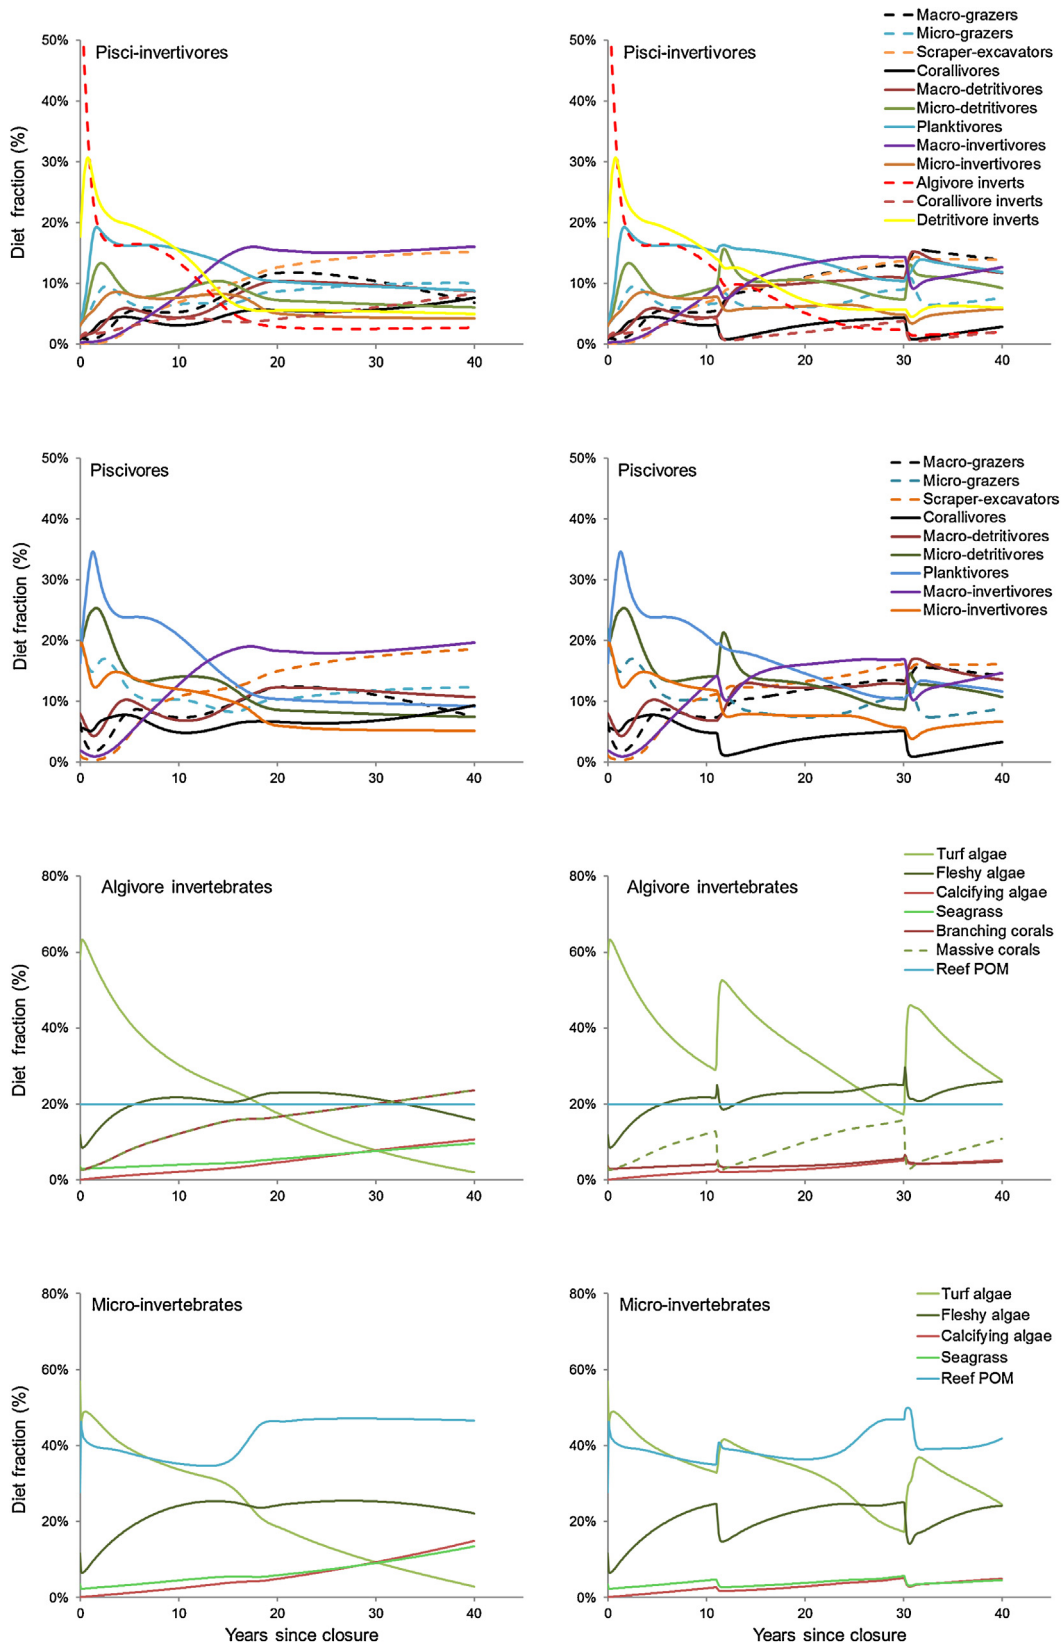 Pisci-invertivores
Diet fraction (%)
50%
40%
30%
20%
10%
0%
0
10
20
30
40
Pisci-invertivores
50%
40%
30%
20%
10%
0%
0
10
20
30
40
Macro-grazers
Micro-grazers
Scraper-excavators
Corallivores
Macro-detritivores
Micro-detritivores
Planktivores
Macro-invertivores
Micro-invertivores
Algivore inverts
Corallivore inverts
Detritivore inverts
Piscivores
Diet fraction (%)
50%
40%
30%
20%
10%
0%
0
10
20
30
40
Piscivores
50%
40%
30%
20%
10%
0%
0
10
20
30
40
Macro-grazers
Micro-grazers
Scraper-excavators
Corallivores
Macro-detritivores
Micro-detritivores
Planktivores
Macro-invertivores
Micro-invertivores
Algivore invertebrates
Diet fraction (%)
80%
60%
40%
20%
0%
0
10
20
30
40
Algivore invertebrates
80%
60%
40%
20%
0%
0
10
20
30
40
Turf algae
Fleshy algae
Calcifying algae
Seagrass
Branching corals
Massive corals
Reef POM
Micro-invertebrates
Diet fraction (%)
80%
60%
40%
20%
0%
0
10
20
30
40
Years since closure
Micro-invertebrates
80%
60%
40%
20%
0%
0
10
20
30
40
Years since closure
Turf algae
Fleshy algae
Calcifying algae
Seagrass
Reef POM